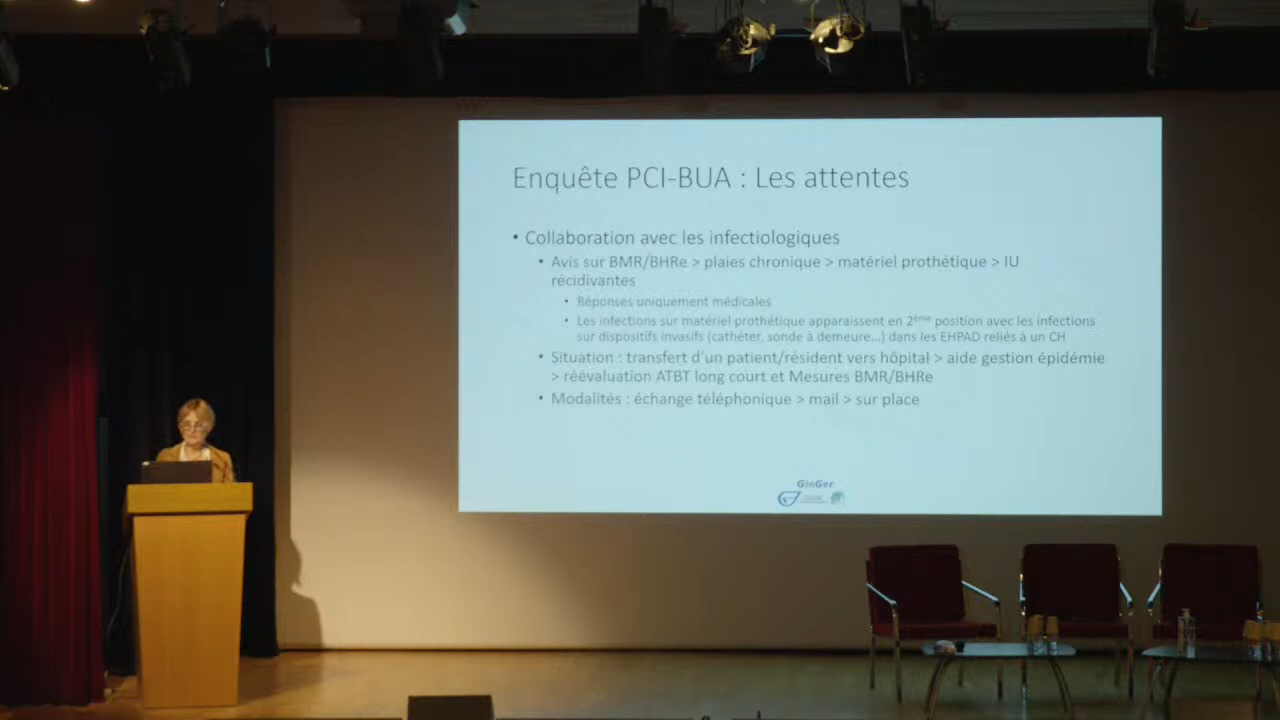 Enquête PCI-BUA : Les attentes
• Collaboration avec les infectiologiques
• Avis sur BMR/BHRe > plaies chronique > matériel prothétique > IU
récidivantes
• Réponses uniquement médicales
• Les infections sur matériel prothétique apparaissent en 2ème position avec les infections
sur dispositifs invasifs (cathéter, sonde à demeure...) dans les EHPAD reliés à un CH
• Situation : transfert d'un patient/résident vers hôpital > aide gestion épidémie
> réévaluation ATBT long court et Mesures BMR/BHRe
• Modalités : échange téléphonique > mail > sur place
GinGer